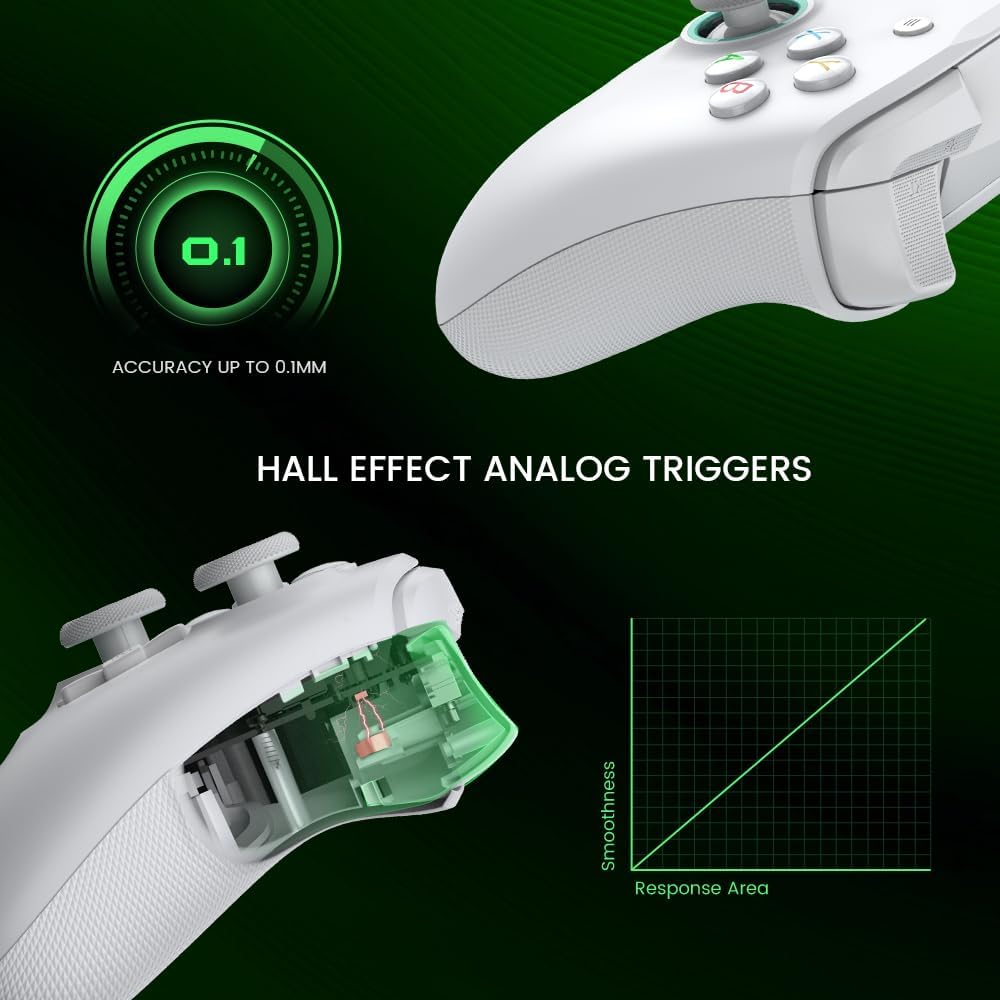 A
X
B
Y
0.1
ACCURACY UP TO 0.1MM
HALL EFFECT ANALOG TRIGGERS
Smoothness
Response Area